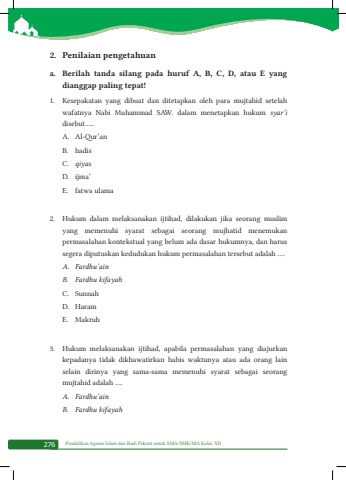 2. Penilaian pengetahuan
a. Berilah tanda silang pada huruf A, B, C, D, atau E yang
dianggap paling tepat!
1. Kesepakatan yang dibuat dan ditetapkan oleh para mujtahid setelah
wafatnya Nabi Muhammad SAW. dalam menetapkan hukum syar'i
disebut.....
A. Al-Qur'an
B. hadis
C. qiyas
D. ijma'
E. fatwa ulama
2. Hukum dalam melaksanakan ijtihad, dilakukan jika seorang muslim
yang memenuhi syarat sebagai seorang mujhatid menemukan
permasalahan kontekstual yang belum ada dasar hukumnya, dan harus
segera diputuskan kedudukan hukum permasalahan tersebut adalah ....
A. Fardhu'ain
B. Fardhu kifayah
C. Sunnah
D. Haram
E. Makruh
3. Hukum melaksanakan ijtihad, apabila permasalahan yang diajukan
kepadanya tidak dikhawatirkan habis waktunya atau ada orang lain
selain dirinya yang sama-sama memenuhi syarat sebagai seorang
mujtahid adalah ....
A. Fardhu'ain
B. Fardhu kifayah
276 Pendidikan Agama Islam dan Budi Pekerti untuk SMA/SMK/MA Kelas XII